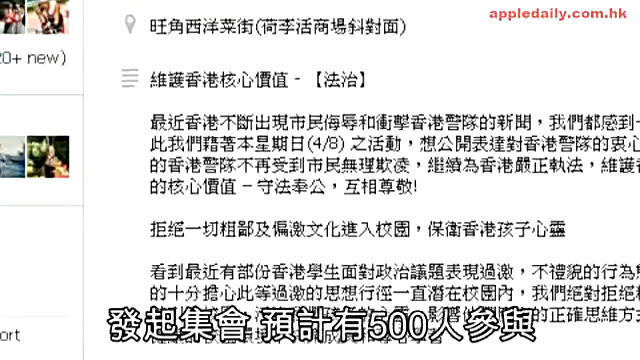 appledaily.com.hk
旺角西洋菜街(荷李活商場斜對面)
20+ new)
維護香港核心價值 - 【法治】
最近香港不斷出現市民侮辱和衝擊香港警隊的新聞，我們都感到
此我們藉著本星期日(4/8) 之活動，想公開表達對香港警隊的衷心
的香港警隊不再受到市民無理欺凌，繼續為香港嚴正執法，維護香
的核心價值 – 守法奉公，互相尊敬!
拒絕一切粗鄙及偏激文化進入校園，保衛香港孩子心靈
看到最近有部份香港學生面對政治議題表現過激，不禮貌的行為
的十分擔心此等過激的思想行徑一直潛在校園內，我們絕對拒絕粗
的正確思維方式
ort
發起集會 預計有500人參與